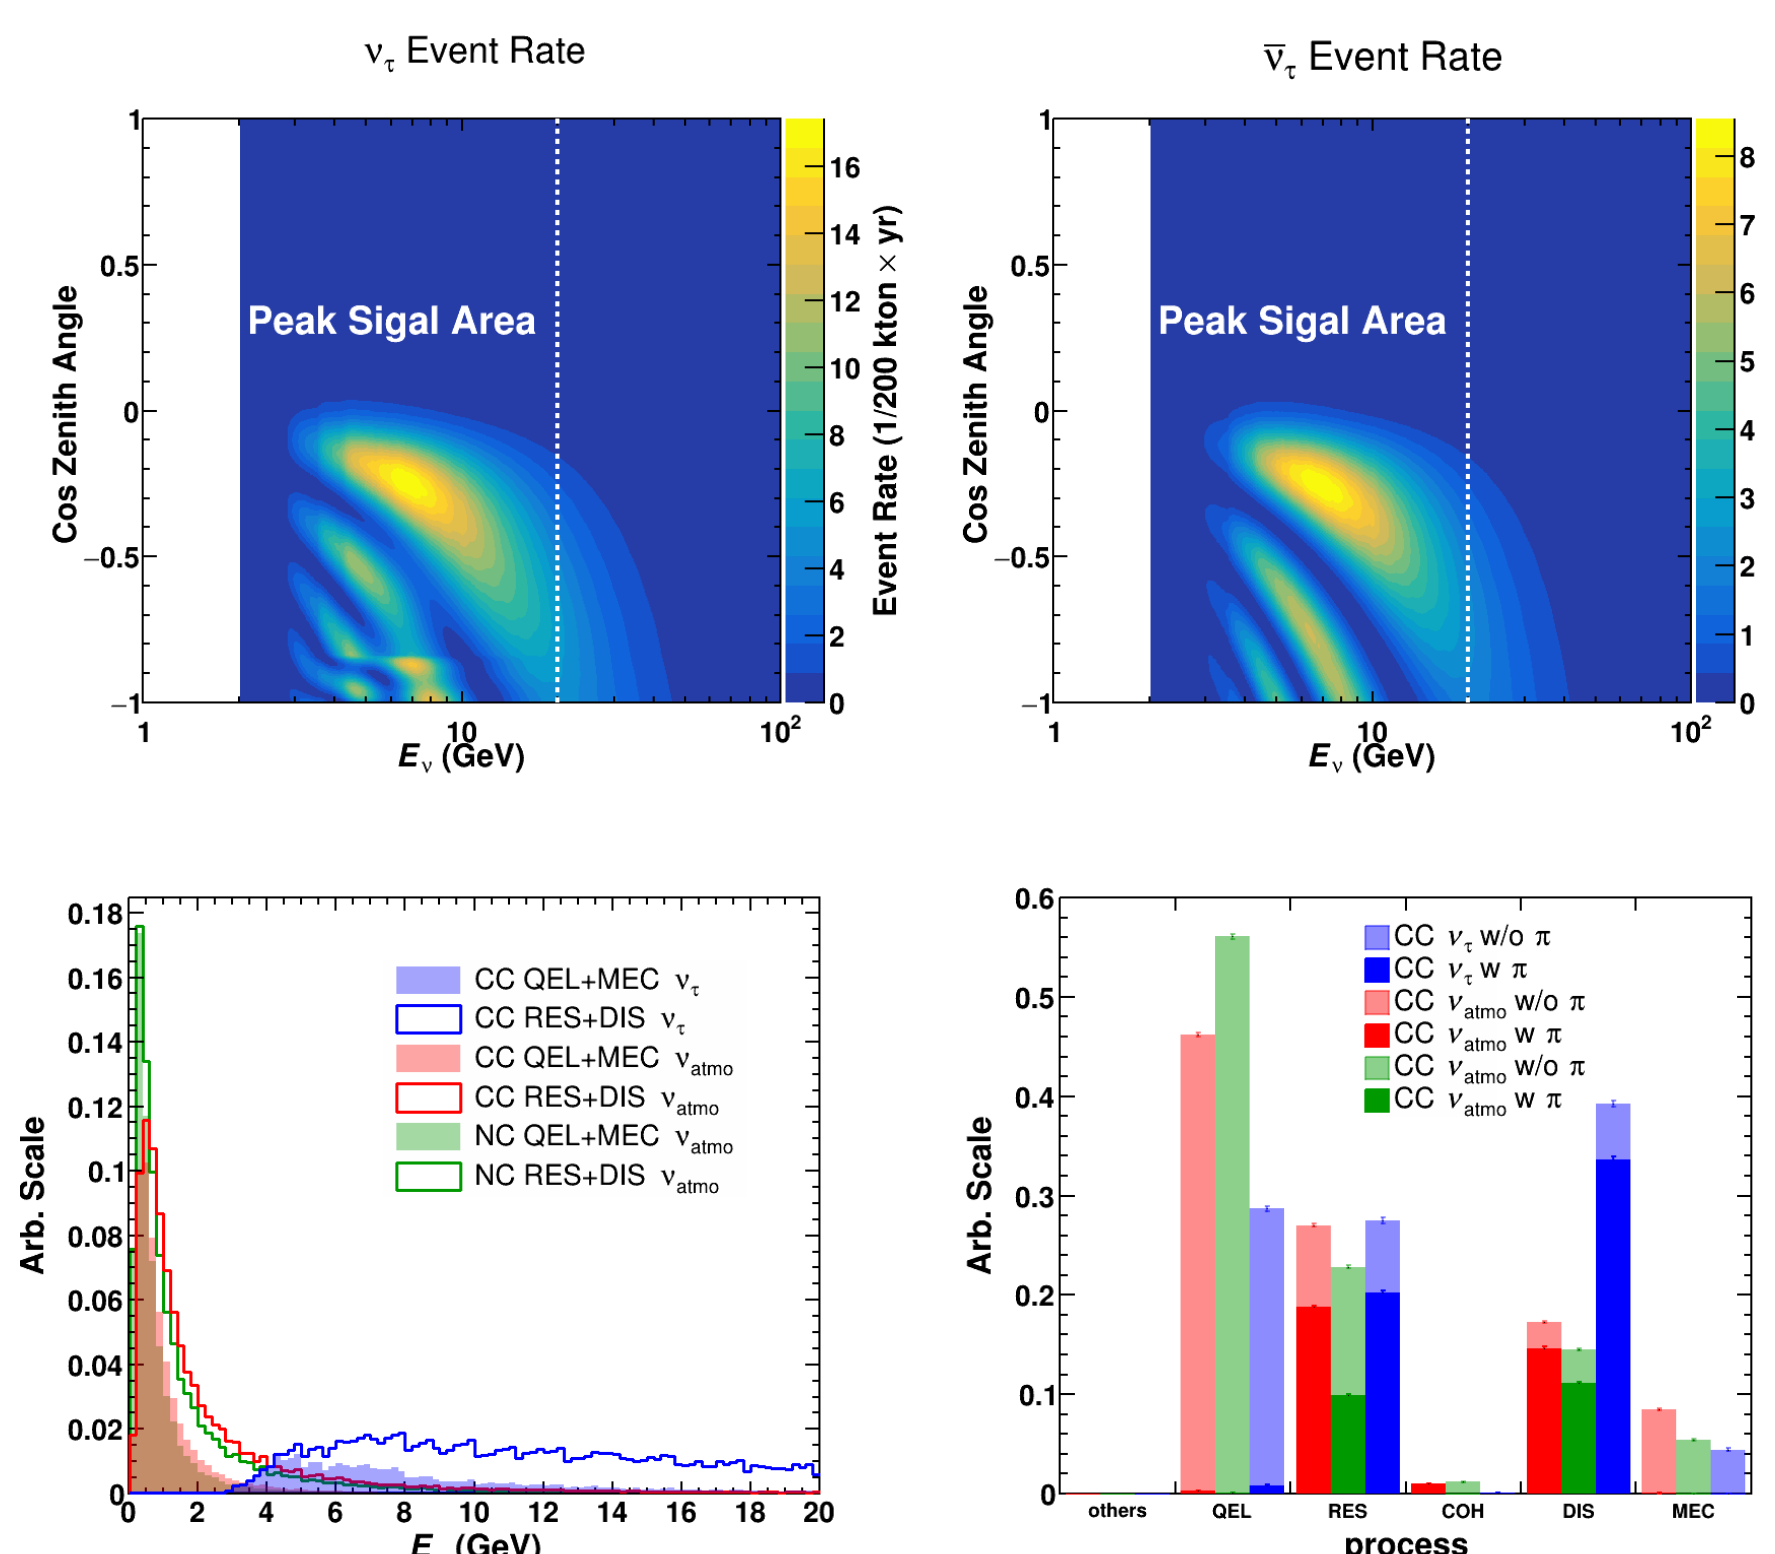 ντ Event Rate
ν̅τ Event Rate
Cos Zenith Angle
1
0.5
0
−0.5
−1
Peak Sigal Area
1
10
10²
Eν (GeV)
16
14
12
10
8
6
4
2
0
Event Rate (1/200 kton × yr)
Cos Zenith Angle
1
0.5
0
−0.5
−1
Peak Sigal Area
1
10
10²
Eν (GeV)
8
7
6
5
4
3
2
1
0
Arb. Scale
0.18
0.16
0.14
0.12
0.1
0.08
0.06
0.04
0.02
0
CC QEL+MEC ντ
CC RES+DIS ντ
CC QEL+MEC νatmo
CC RES+DIS νatmo
NC QEL+MEC νatmo
NC RES+DIS νatmo
0 2 4 6 8 10 12 14 16 18 20
E (GeV)
Arb. Scale
0.6
0.5
0.4
0.3
0.2
0.1
0
CC ντ w/o π
CC ντ w π
CC νatmo w/o π
CC νatmo w π
CC νatmo w/o π
CC νatmo w π
others QEL RES COH DIS MEC
process